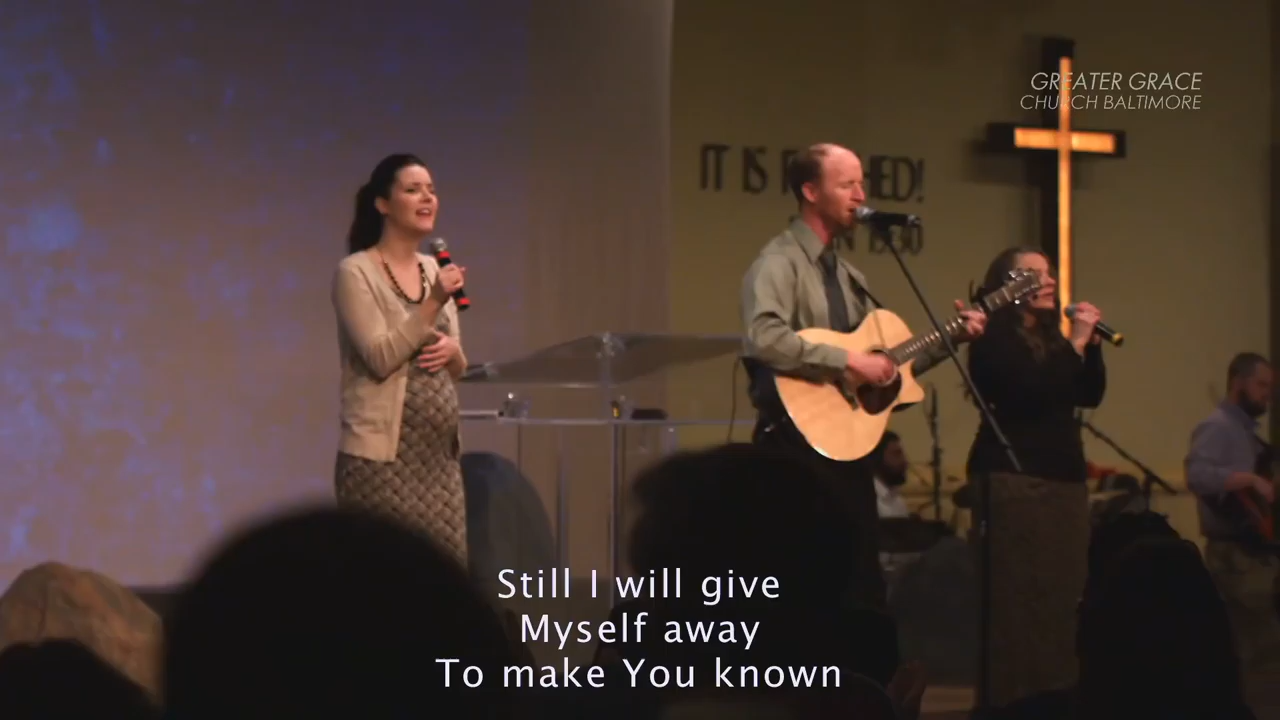 GREATER GRACE
CHURCH BALTIMORE
IT IS
Still I will give
Myself away
To make You known